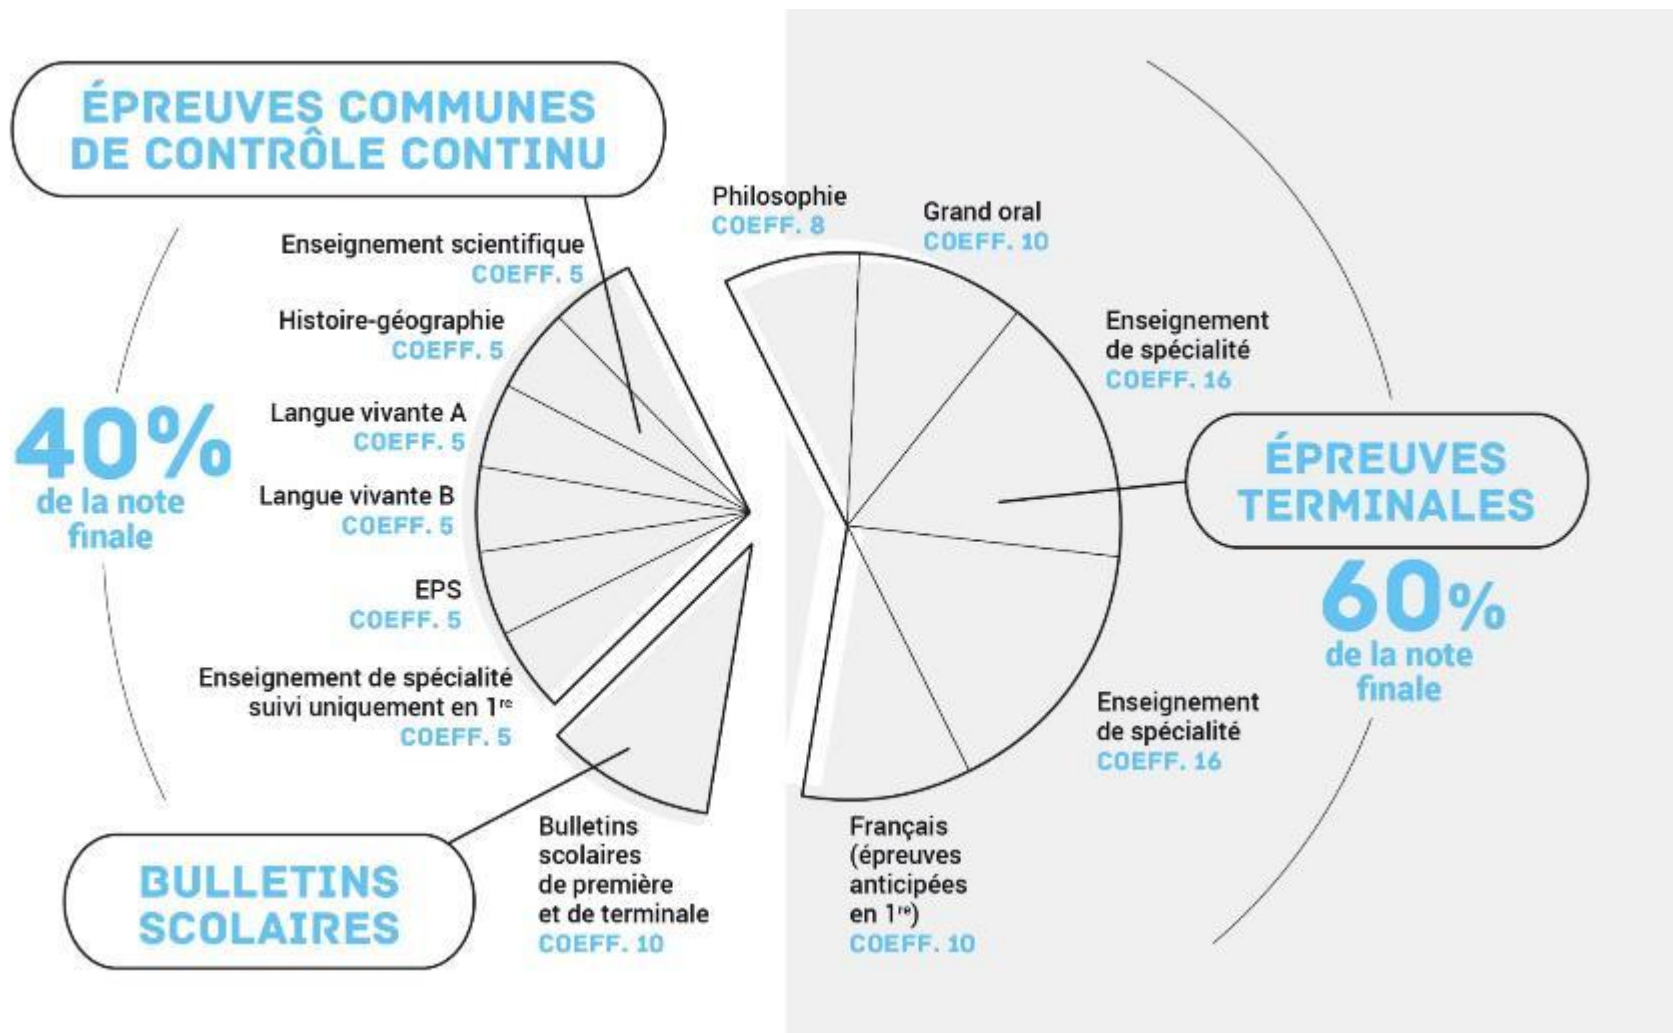 ÉPREUVES COMMUNES
DE CONTRÔLE CONTINU
Enseignement scientifique
COEFF. 5
Histoire-géographie
COEFF. 5
Langue vivante A
COEFF. 5
Langue vivante B
COEFF. 5
EPS
COEFF. 5
Enseignement de spécialité
suivi uniquement en 1re
COEFF. 5
40%
de la note
finale
BULLETINS
SCOLAIRES
Bulletins
scolaires
de première
et de terminale
COEFF. 10
Philosophie
COEFF. 8
Grand oral
COEFF. 10
Enseignement
de spécialité
COEFF. 16
ÉPREUVES
TERMINALES
60%
de la note
finale
Enseignement
de spécialité
COEFF. 16
Français
(épreuves
anticipées
en 1re)
COEFF. 10